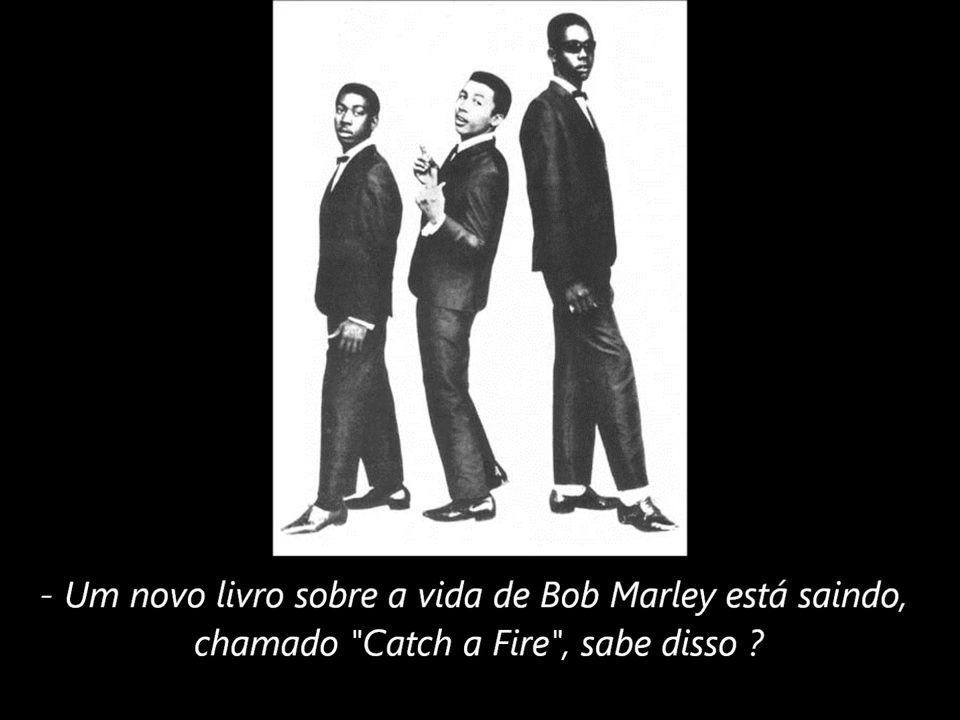 - Um novo livro sobre a vida de Bob Marley está saindo,
chamado "Catch a Fire", sabe disso ?